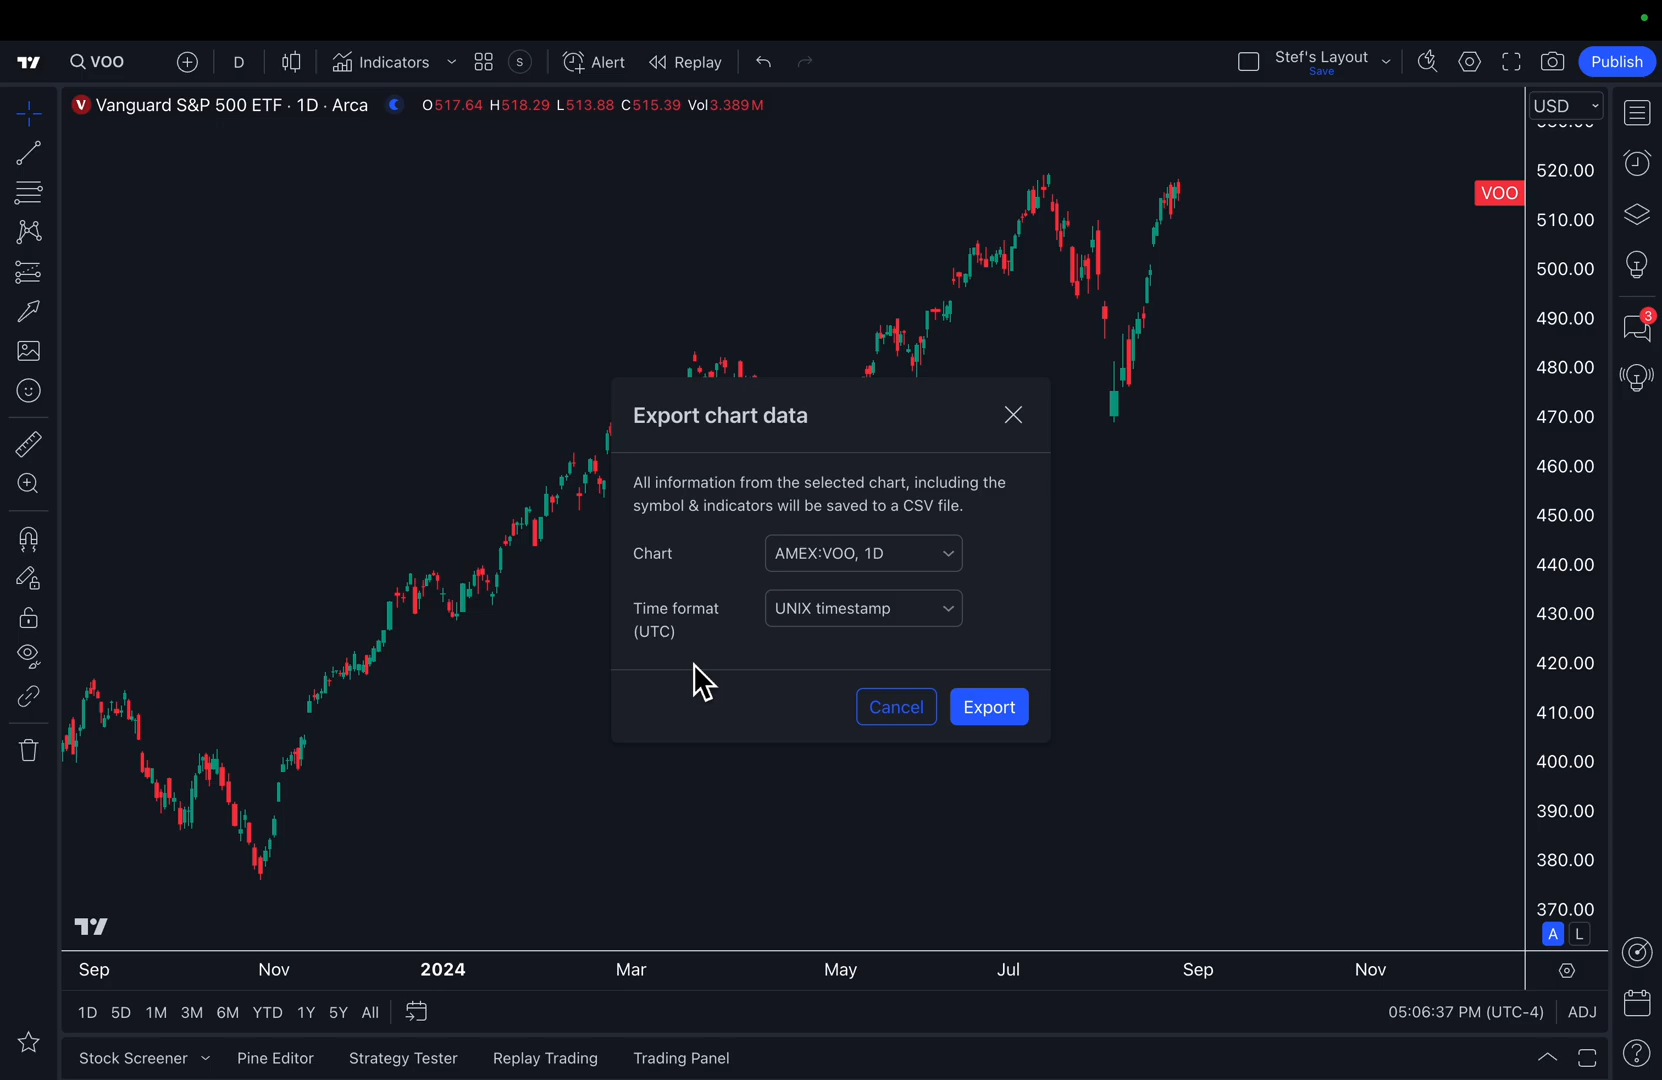 VOO
D
Indicators
S
Alert
Replay
Stef's Layout
Save
Publish
V Vanguard S&P 500 ETF · 1D · Arca
O517.64 H518.29 L513.88 C515.39 Vol3.389M
USD
520.00
VOO
510.00
500.00
490.00
3
480.00
470.00
460.00
450.00
440.00
430.00
420.00
410.00
400.00
390.00
380.00
370.00
A L
Export chart data
All information from the selected chart, including the
symbol & indicators will be saved to a CSV file.
Chart
AMEX:VOO, 1D
Time format
(UTC)
UNIX timestamp
Cancel
Export
Sep Nov 2024 Mar May Jul Sep Nov
1D 5D 1M 3M 6M YTD 1Y 5Y All
05:06:37 PM (UTC-4) ADJ
Stock Screener Pine Editor Strategy Tester Replay Trading Trading Panel